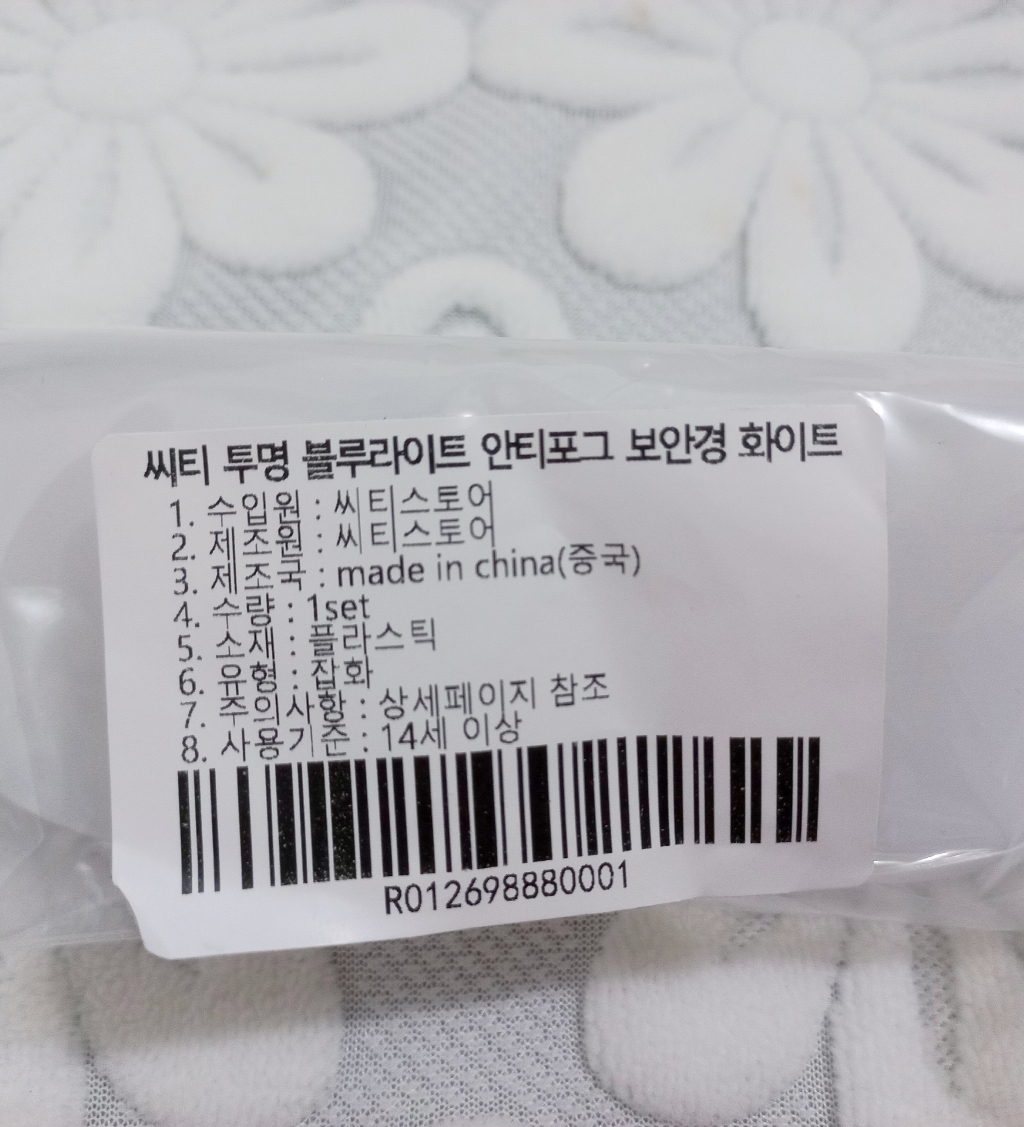 씨티 투명 블루라이트 안티포그 보안경 화이트
1. 수입원 : 씨티스토어
2. 제조원 : 씨티스토어
3. 제조국 : made in china(중국)
4. 수량 : 1set
5. 소재 : 플라스틱
6. 유형 : 잡화
7. 주의사항 : 상세페이지 참조
8. 사용기준 : 14세 이상
R012698880001